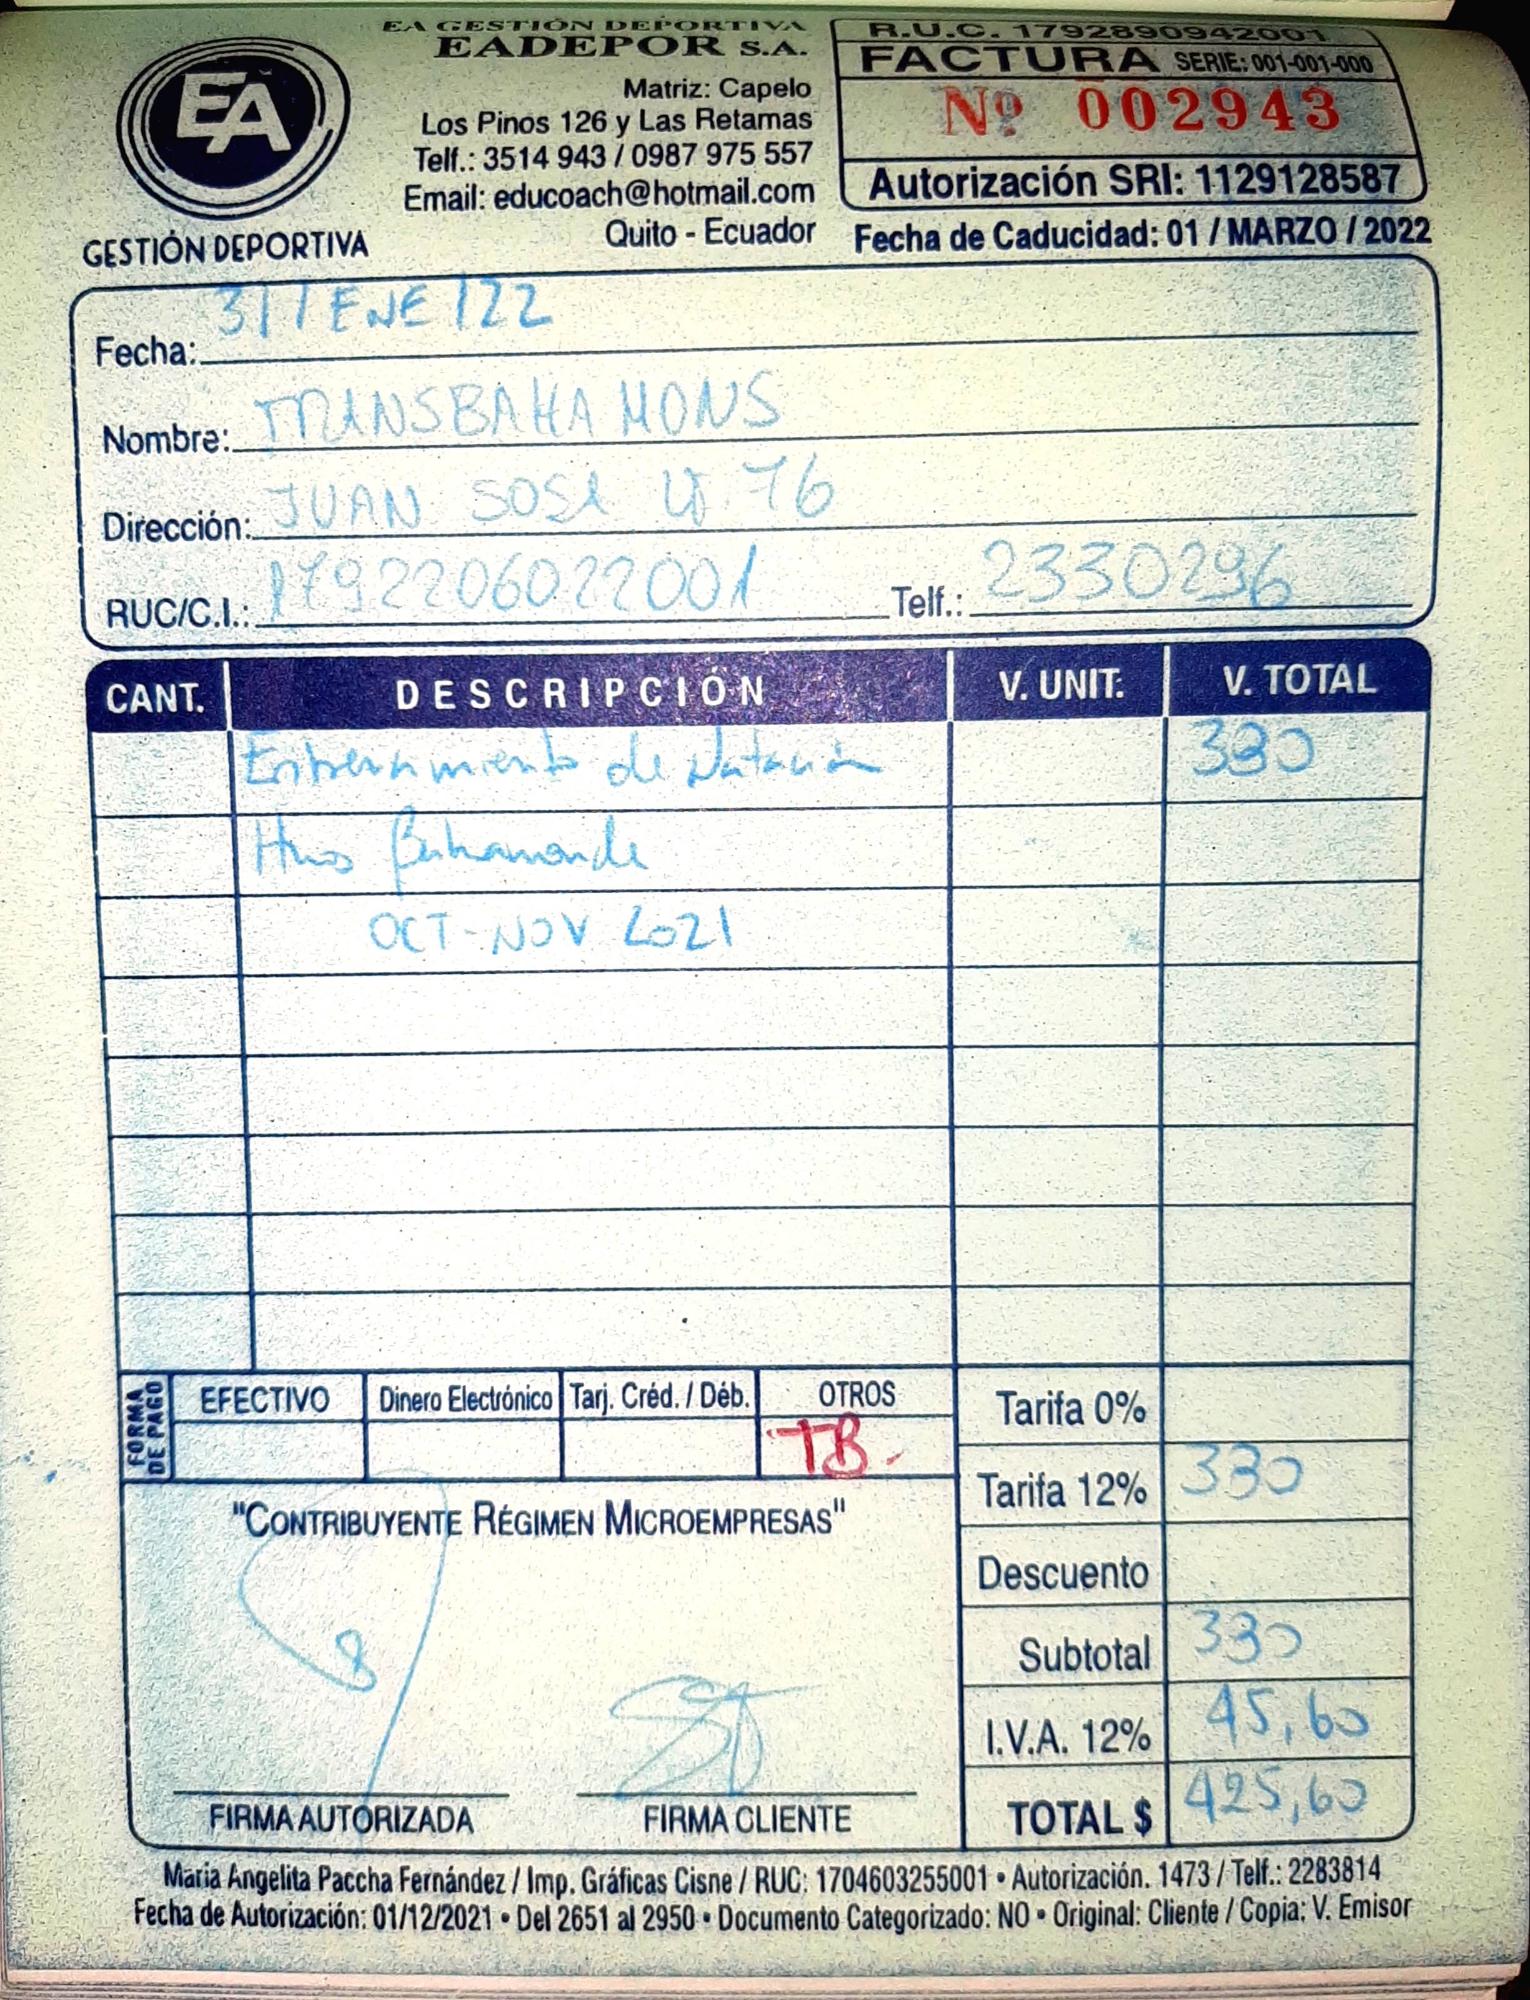 EA GESTIÓN DEPORTIVA
EADEPOR S.A.
Matriz: Capelo
Los Pinos 126 y Las Retamas
Telf.: 3514 943 / 0987 975 557
Email: educoach@hotmail.com
Quito - Ecuador
EA
GESTIÓN DEPORTIVA
R.U.C. 1792890942001
FACTURA SERIE: 001-001-000
Nº 002943
Autorización SRI: 1129128587
Fecha de Caducidad: 01 / MARZO / 2022
Fecha: 31 / ENE / 22
Nombre: TRANSBAHAMONS
Dirección: JUAN SOSA 76
RUC/C.I.: 1792206022001 Telf.: 2330296
CANT. DESCRIPCIÓN V. UNIT. V. TOTAL
Entrenamiento de Natación 380
Hnos Bahamonde
OCT-NOV 2021
FORMA DE PAGO
EFECTIVO Dinero Electrónico Tarj. Créd. / Déb. OTROS
TB.
Tarifa 0%
Tarifa 12% 380
Descuento
Subtotal 380
I.V.A. 12% 45,60
TOTAL $ 425,60
"CONTRIBUYENTE RÉGIMEN MICROEMPRESAS"
FIRMA AUTORIZADA FIRMA CLIENTE
Maria Angelita Paccha Fernández / Imp. Gráficas Cisne / RUC: 1704603255001 • Autorización. 1473 / Telf.: 2283814
Fecha de Autorización: 01/12/2021 • Del 2651 al 2950 • Documento Categorizado: NO • Original: Cliente / Copia: V. Emisor